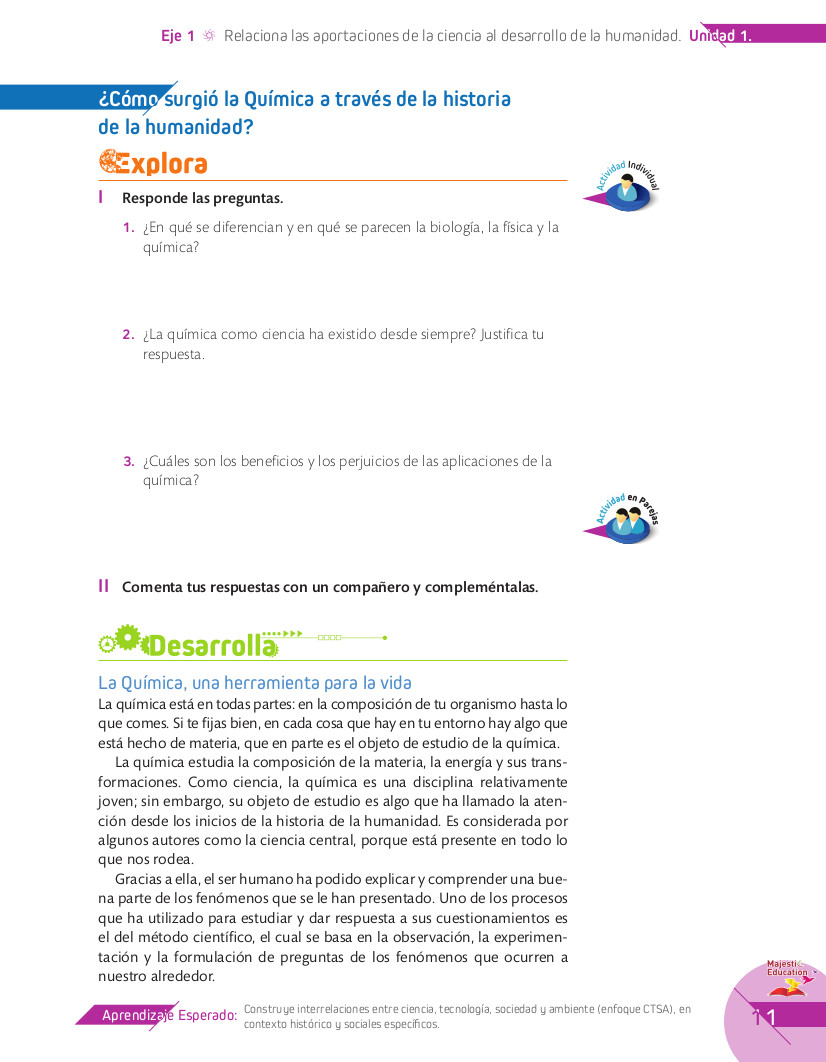 Eje 1 Relaciona las aportaciones de la ciencia al desarrollo de la humanidad. Unidad 1.
¿Cómo surgió la Química a través de la historia
de la humanidad?
Explora
Actividad Individual
I Responde las preguntas.
1. ¿En qué se diferencian y en qué se parecen la biología, la física y la
química?
2. ¿La química como ciencia ha existido desde siempre? Justifica tu
respuesta.
3. ¿Cuáles son los beneficios y los perjuicios de las aplicaciones de la
química?
Actividad en Parejas
II Comenta tus respuestas con un compañero y compleméntalas.
Desarrolla
La Química, una herramienta para la vida
La química está en todas partes: en la composición de tu organismo hasta lo
que comes. Si te fijas bien, en cada cosa que hay en tu entorno hay algo que
está hecho de materia, que en parte es el objeto de estudio de la química.
La química estudia la composición de la materia, la energía y sus trans-
formaciones. Como ciencia, la química es una disciplina relativamente
joven; sin embargo, su objeto de estudio es algo que ha llamado la aten-
ción desde los inicios de la historia de la humanidad. Es considerada por
algunos autores como la ciencia central, porque está presente en todo lo
que nos rodea.
Gracias a ella, el ser humano ha podido explicar y comprender una bue-
na parte de los fenómenos que se le han presentado. Uno de los procesos
que ha utilizado para estudiar y dar respuesta a sus cuestionamientos es
el del método científico, el cual se basa en la observación, la experimen-
tación y la formulación de preguntas de los fenómenos que ocurren a
nuestro alrededor.
Majestic
Education
Aprendizaje Esperado: Construye interrelaciones entre ciencia, tecnología, sociedad y ambiente (enfoque CTSA), en
contexto histórico y sociales específicos.
11